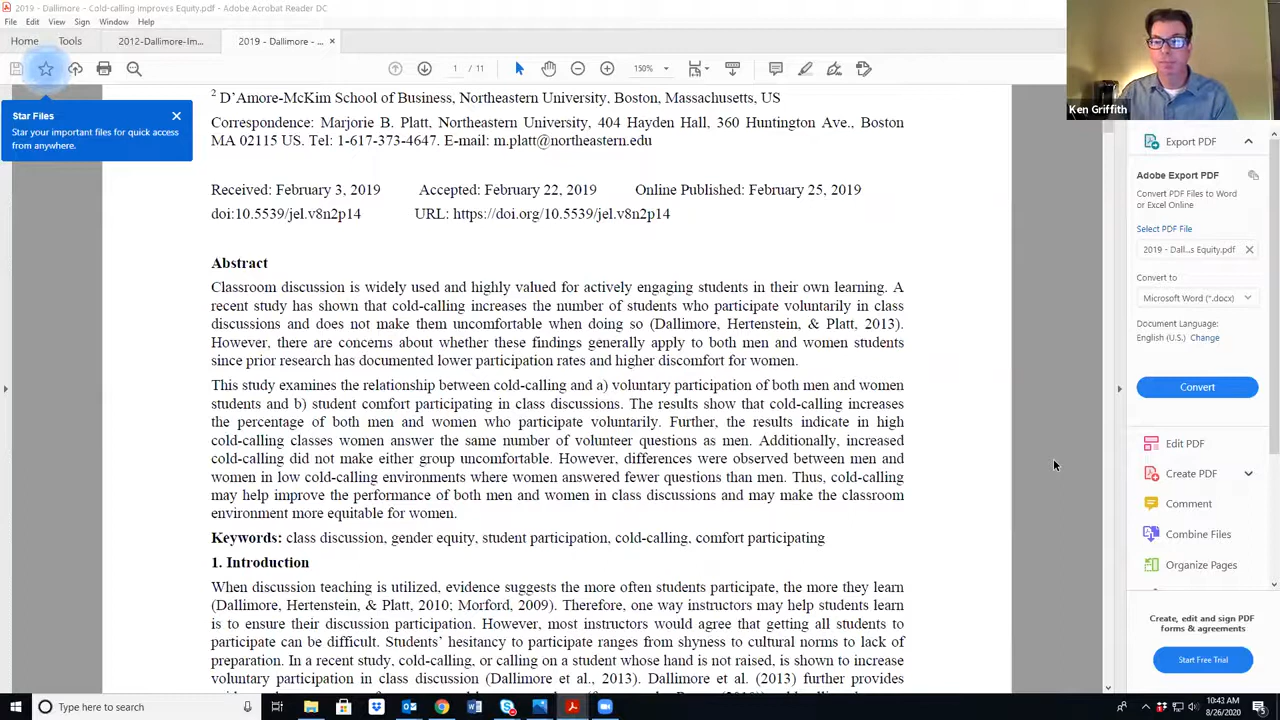 2019 - Dallimore - Cold-calling Improves Equity.pdf - Adobe Acrobat Reader DC
File Edit View Sign Window Help
Home Tools 2012-Dallimore-Im... 2019 - Dallimore - ... ×
1 / 11 150%
Ken Griffith
Star Files
Star your important files for quick access
from anywhere.
2 D'Amore-McKim School of Business, Northeastern University, Boston, Massachusetts, US
Correspondence: Marjorie B. Platt, Northeastern University, 404 Hayden Hall, 360 Huntington Ave., Boston
MA 02115 US. Tel: 1-617-373-4647. E-mail: m.platt@northeastern.edu
Received: February 3, 2019 Accepted: February 22, 2019 Online Published: February 25, 2019
doi:10.5539/jel.v8n2p14 URL: https://doi.org/10.5539/jel.v8n2p14
Abstract
Classroom discussion is widely used and highly valued for actively engaging students in their own learning. A
recent study has shown that cold-calling increases the number of students who participate voluntarily in class
discussions and does not make them uncomfortable when doing so (Dallimore, Hertenstein, & Platt, 2013).
However, there are concerns about whether these findings generally apply to both men and women students
since prior research has documented lower participation rates and higher discomfort for women.
This study examines the relationship between cold-calling and a) voluntary participation of both men and women
students and b) student comfort participating in class discussions. The results show that cold-calling increases
the percentage of both men and women who participate voluntarily. Further, the results indicate in high
cold-calling classes women answer the same number of volunteer questions as men. Additionally, increased
cold-calling did not make either group uncomfortable. However, differences were observed between men and
women in low cold-calling environments where women answered fewer questions than men. Thus, cold-calling
may help improve the performance of both men and women in class discussions and may make the classroom
environment more equitable for women.
Keywords: class discussion, gender equity, student participation, cold-calling, comfort participating
1. Introduction
When discussion teaching is utilized, evidence suggests the more often students participate, the more they learn
(Dallimore, Hertenstein, & Platt, 2010; Morford, 2009). Therefore, one way instructors may help students learn
is to ensure their discussion participation. However, most instructors would agree that getting all students to
participate can be difficult. Students' hesitancy to participate ranges from shyness to cultural norms to lack of
preparation. In a recent study, cold-calling, or calling on a student whose hand is not raised, is shown to increase
voluntary participation in class discussion (Dallimore et al., 2013). Dallimore et al. (2013) further provides
Export PDF
Adobe Export PDF
Convert PDF Files to Word
or Excel Online
Select PDF File
2019 - Dall...s Equity.pdf
Convert to
Microsoft Word (*.docx)
Document Language:
English (U.S.) Change
Convert
Edit PDF
Create PDF
Comment
Combine Files
Organize Pages
Create, edit and sign PDF
forms & agreements
Start Free Trial
Type here to search
10:43 AM
8/26/2020